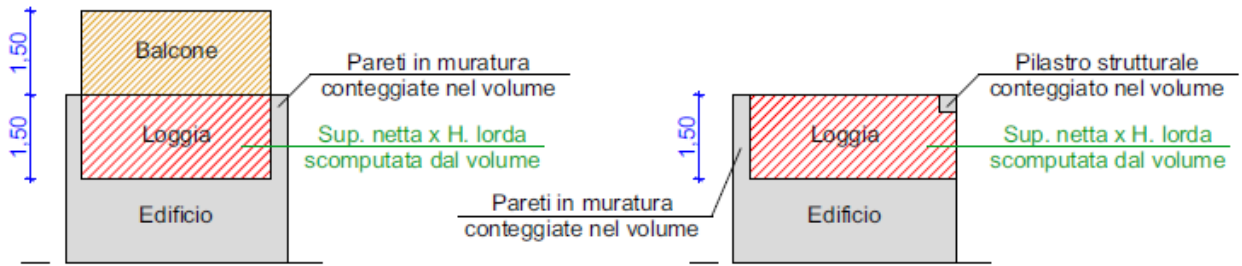 1,50
Balcone
Pareti in muratura
conteggiate nel volume
1,50
Loggia
Sup. netta x H. lorda
scomputata dal volume
Edificio
Pilastro strutturale
conteggiato nel volume
1,50
Loggia
Sup. netta x H. lorda
scomputata dal volume
Pareti in muratura
conteggiate nel volume
Edificio